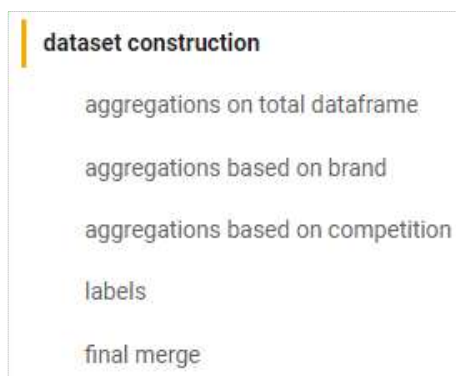 dataset construction
aggregations on total dataframe
aggregations based on brand
aggregations based on competition
labels
final merge